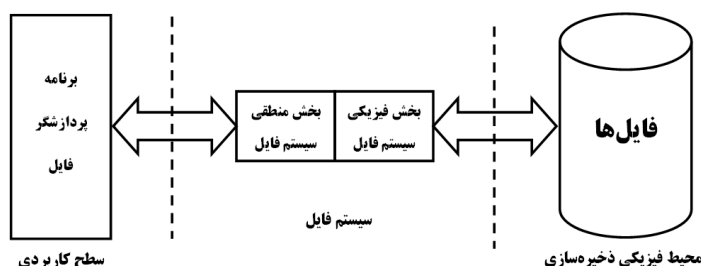 برنامه
پردازشگر
فایل
بخش منطقی
سیستم فایل
بخش فیزیکی
سیستم فایل
فایل‌ها
سیستم فایل
سطح کاربردی
محیط فیزیکی ذخیره‌سازی